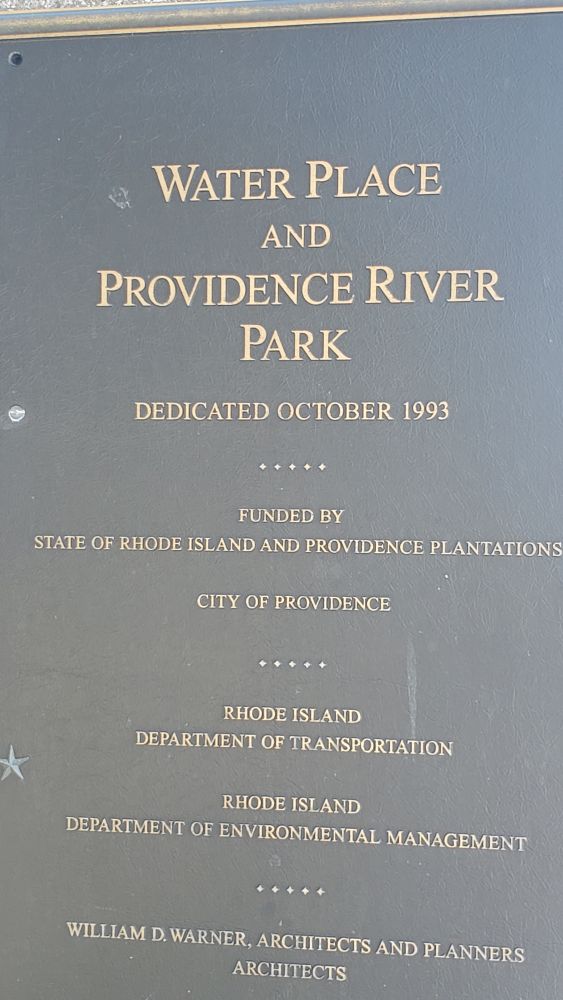 WATER PLACE
AND
PROVIDENCE RIVER
PARK
DEDICATED OCTOBER 1993
FUNDED BY
STATE OF RHODE ISLAND AND PROVIDENCE PLANTATIONS
CITY OF PROVIDENCE
RHODE ISLAND
DEPARTMENT OF TRANSPORTATION
RHODE ISLAND
DEPARTMENT OF ENVIRONMENTAL MANAGEMENT
WILLIAM D. WARNER, ARCHITECTS AND PLANNERS
ARCHITECTS